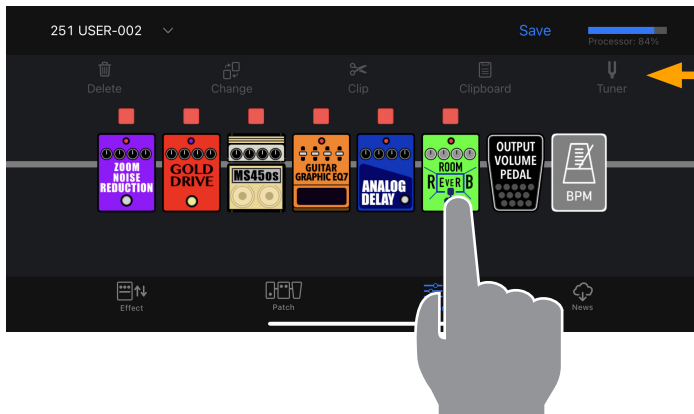 251 USER-002
Save
Processor: 84%
Delete
Change
Clip
Clipboard
Tuner
ZOOM
NOISE
REDUCTION
GOLD
DRIVE
MS45os
GUITAR
GRAPHIC EQ7
ANALOG
DELAY
ROOM
REVERB
OUTPUT
VOLUME
PEDAL
BPM
Effect
Patch
News